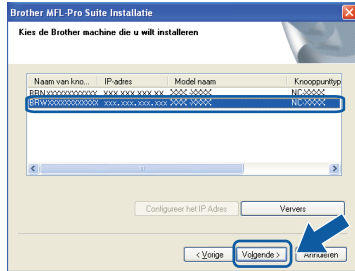 Brother MFL-Pro Suite Installatie
Kies de Brother machine die u wilt installeren
Naam van kno... IP-adres Model naam Knooppunttyp
BRNXXXXXXXXXXXX XXX.XXX.XXX.XX XXX-XXXX NC-XXXX
BRWXXXXXXXXXXXX xxx.xxx.xxx.xxx XXX-XXXX NC-XXXX
Configureer het IP Adres Ververs
< Vorige Volgende > Annuleren